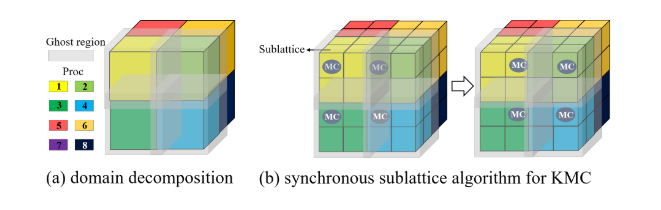 Ghost region
Proc
1 2
3 4
5 6
7 8
Sublattice
MC MC
MC MC
MC MC
MC MC
(a) domain decomposition
(b) synchronous sublattice algorithm for KMC